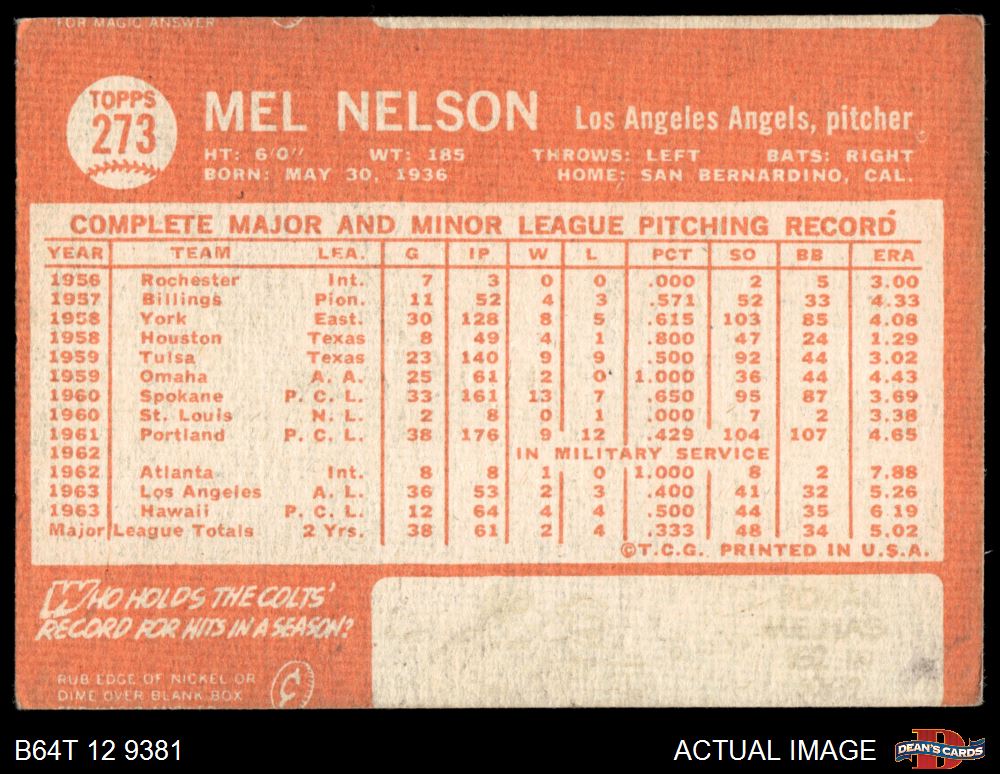 FOR MAGIC ANSWER
TOPPS
273
MEL NELSON Los Angeles Angels, pitcher
HT: 6'0" WT: 185 THROWS: LEFT BATS: RIGHT
BORN: MAY 30, 1936 HOME: SAN BERNARDINO, CAL.
COMPLETE MAJOR AND MINOR LEAGUE PITCHING RECORD
YEAR TEAM LEA. G IP W L PCT SO BB ERA
1956 Rochester Int. 7 3 0 0 .000 2 5 3.00
1957 Billings Pion. 11 52 4 3 .571 52 33 4.33
1958 York East. 30 128 8 5 .615 103 85 4.08
1958 Houston Texas 8 49 4 1 .800 47 24 1.29
1959 Tulsa Texas 23 140 9 9 .500 92 44 3.02
1959 Omaha A. A. 25 61 2 0 1.000 36 44 4.43
1960 Spokane P. C. L. 33 161 13 7 .650 95 87 3.69
1960 St. Louis N. L. 2 8 0 1 .000 7 2 3.38
1961 Portland P. C. L. 38 176 9 12 .429 104 107 4.65
1962 IN MILITARY SERVICE
1962 Atlanta Int. 8 8 1 0 1.000 8 2 7.88
1963 Los Angeles A. L. 36 53 2 3 .400 41 32 5.26
1963 Hawaii P. C. L. 12 64 4 4 .500 44 35 6.19
Major League Totals 2 Yrs. 38 61 2 4 .333 48 34 5.02
©T.C.G. PRINTED IN U.S.A.
WHO HOLDS THE COLTS'
RECORD FOR HITS IN A SEASON?
RUB EDGE OF NICKEL OR
DIME OVER BLANK BOX
B64T 12 9381 ACTUAL IMAGE DEAN'S CARDS